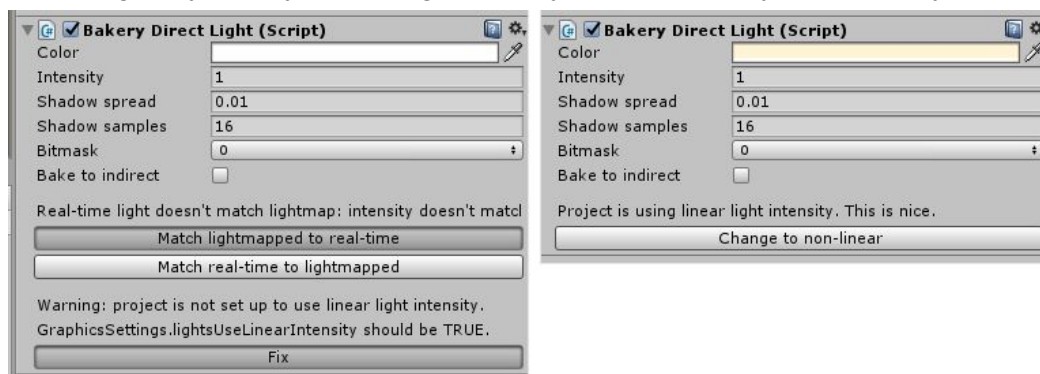 Bakery Direct Light (Script)
Color
Intensity 1
Shadow spread 0.01
Shadow samples 16
Bitmask 0
Bake to indirect
Real-time light doesn't match lightmap: intensity doesn't matcl
Match lightmapped to real-time
Match real-time to lightmapped
Warning: project is not set up to use linear light intensity.
GraphicsSettings.lightsUseLinearIntensity should be TRUE.
Fix
Bakery Direct Light (Script)
Color
Intensity 1
Shadow spread 0.01
Shadow samples 16
Bitmask 0
Bake to indirect
Project is using linear light intensity. This is nice.
Change to non-linear